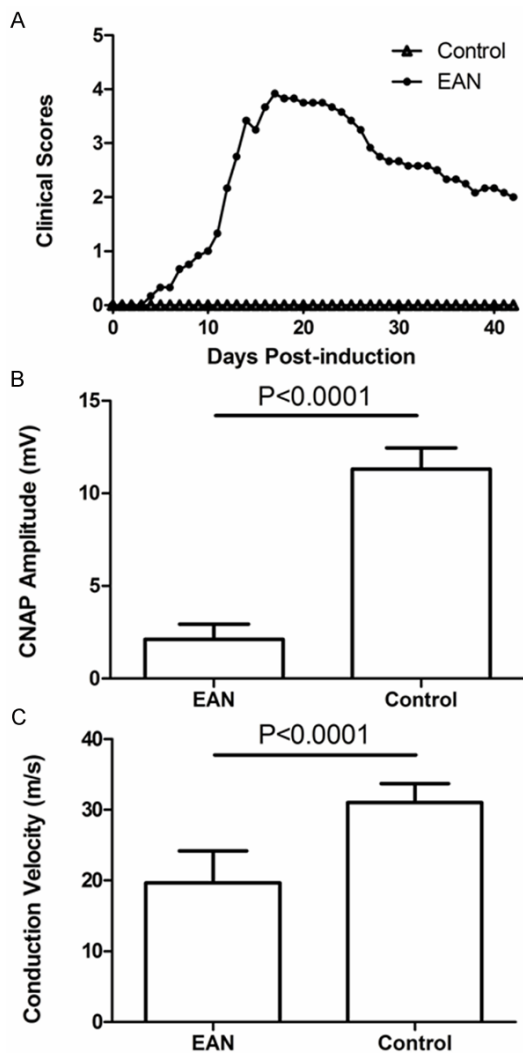 A
Clinical Scores
5
4
3
2
1
0
Control
EAN
0
10
20
30
40
Days Post-induction
B
CNAP Amplitude (mV)
15
10
5
0
P<0.0001
EAN
Control
C
Conduction Velocity (m/s)
40
30
20
10
0
P<0.0001
EAN
Control